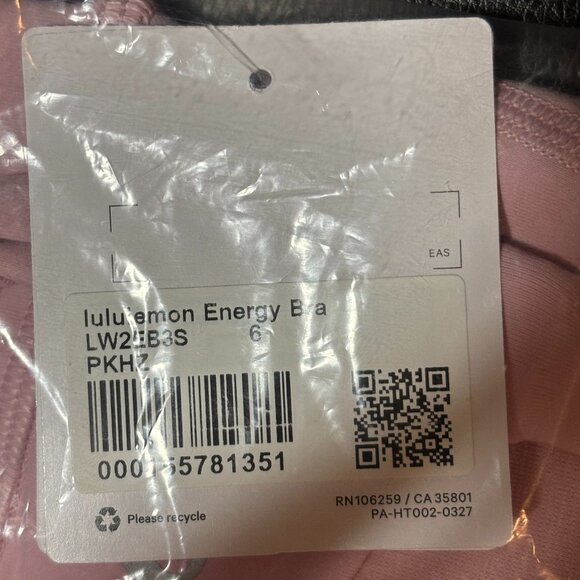 EAS
lululemon Energy Bra
LW2EB3S 6
PKHZ
000155781351
RN106259 / CA 35801
PA-HT002-0327
Please recycle